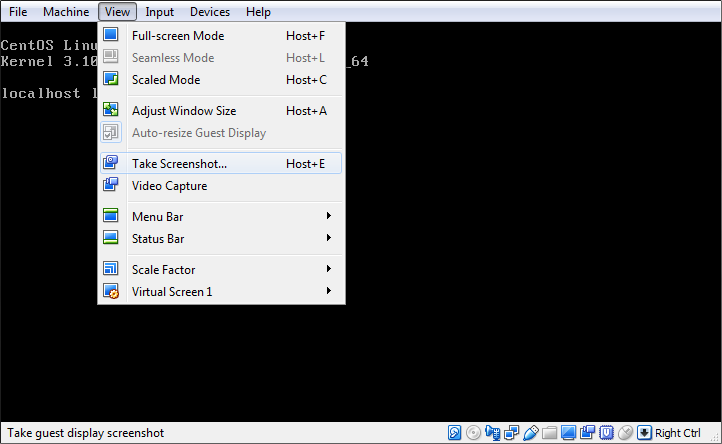 File Machine View Input Devices Help
CentOS Linu
Kernel 3.10 _64
localhost l
Full-screen Mode Host+F
Seamless Mode Host+L
Scaled Mode Host+C
Adjust Window Size Host+A
Auto-resize Guest Display
Take Screenshot... Host+E
Video Capture
Menu Bar
Status Bar
Scale Factor
Virtual Screen 1
Take guest display screenshot Right Ctrl